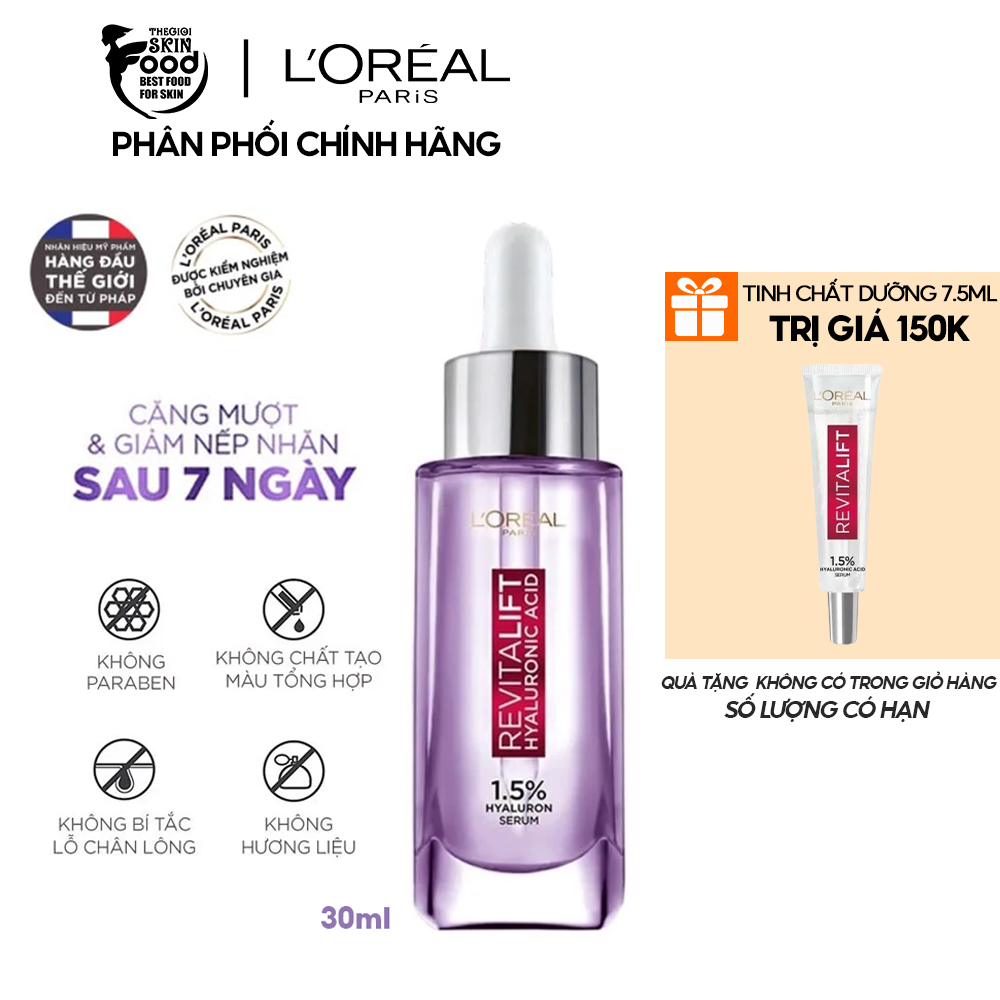 THEGIOI
SKIN
Food
BEST FOOD
FOR SKIN
L'ORÉAL
PARiS
PHÂN PHỐI CHÍNH HÃNG
NHÃN HIỆU MỸ PHẨM
HÀNG ĐẦU
THẾ GIỚI
ĐẾN TỪ PHÁP
L'ORÉAL PARIS
ĐƯỢC KIỂM NGHIỆM
BỞI CHUYÊN GIA
L'ORÉAL PARIS
TINH CHẤT DƯỠNG 7.5ML
TRỊ GIÁ 150K
CĂNG MƯỢT
& GIẢM NẾP NHĂN
SAU 7 NGÀY
KHÔNG
PARABEN
KHÔNG CHẤT TẠO
MÀU TỔNG HỢP
KHÔNG BÍ TẮC
LỖ CHÂN LÔNG
KHÔNG
HƯƠNG LIỆU
30ml
L'ORÉAL
PARIS
REVITALIFT
HYALURONIC ACID
1.5%
HYALURON
SERUM
L'ORÉAL
PARIS
REVITALIFT
1.5%
HYALURONIC ACID
SERUM
QUÀ TẶNG KHÔNG CÓ TRONG GIỎ HÀNG
SỐ LƯỢNG CÓ HẠN